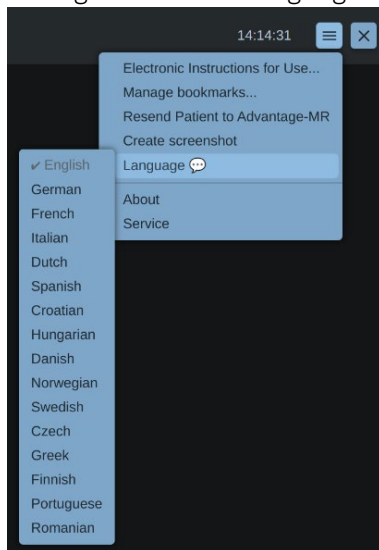 14:14:31
Electronic Instructions for Use...
Manage bookmarks...
Resend Patient to Advantage-MR
Create screenshot
Language 💬
About
Service
✔ English
German
French
Italian
Dutch
Spanish
Croatian
Hungarian
Danish
Norwegian
Swedish
Czech
Greek
Finnish
Portuguese
Romanian